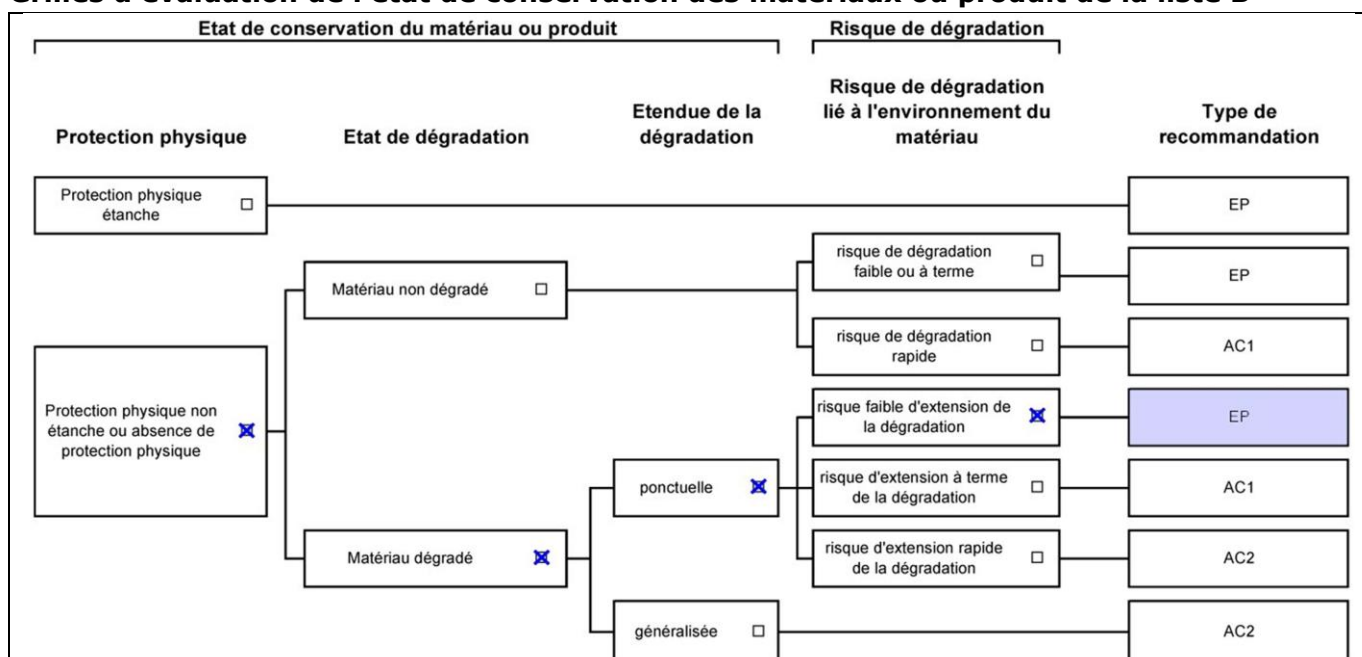 Grilles d'évaluation de l'état de conservation des matériaux ou produit de la liste B
Etat de conservation du matériau ou produit
Risque de dégradation
Protection physique
Etat de dégradation
Etendue de la
dégradation
Risque de dégradation
lié à l'environnement du
matériau
Type de
recommandation
Protection physique
étanche
EP
risque de dégradation
faible ou à terme
EP
Matériau non dégradé
risque de dégradation
rapide
AC1
Protection physique non
étanche ou absence de
protection physique
risque faible d'extension de
la dégradation
EP
ponctuelle
risque d'extension à terme
de la dégradation
AC1
Matériau dégradé
risque d'extension rapide
de la dégradation
AC2
généralisée
AC2